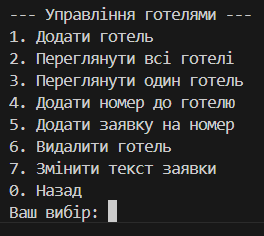 --- Управління готелями ---
1. Додати готель
2. Переглянути всі готелі
3. Переглянути один готель
4. Додати номер до готелю
5. Додати заявку на номер
6. Видалити готель
7. Змінити текст заявки
0. Назад
Ваш вибір: